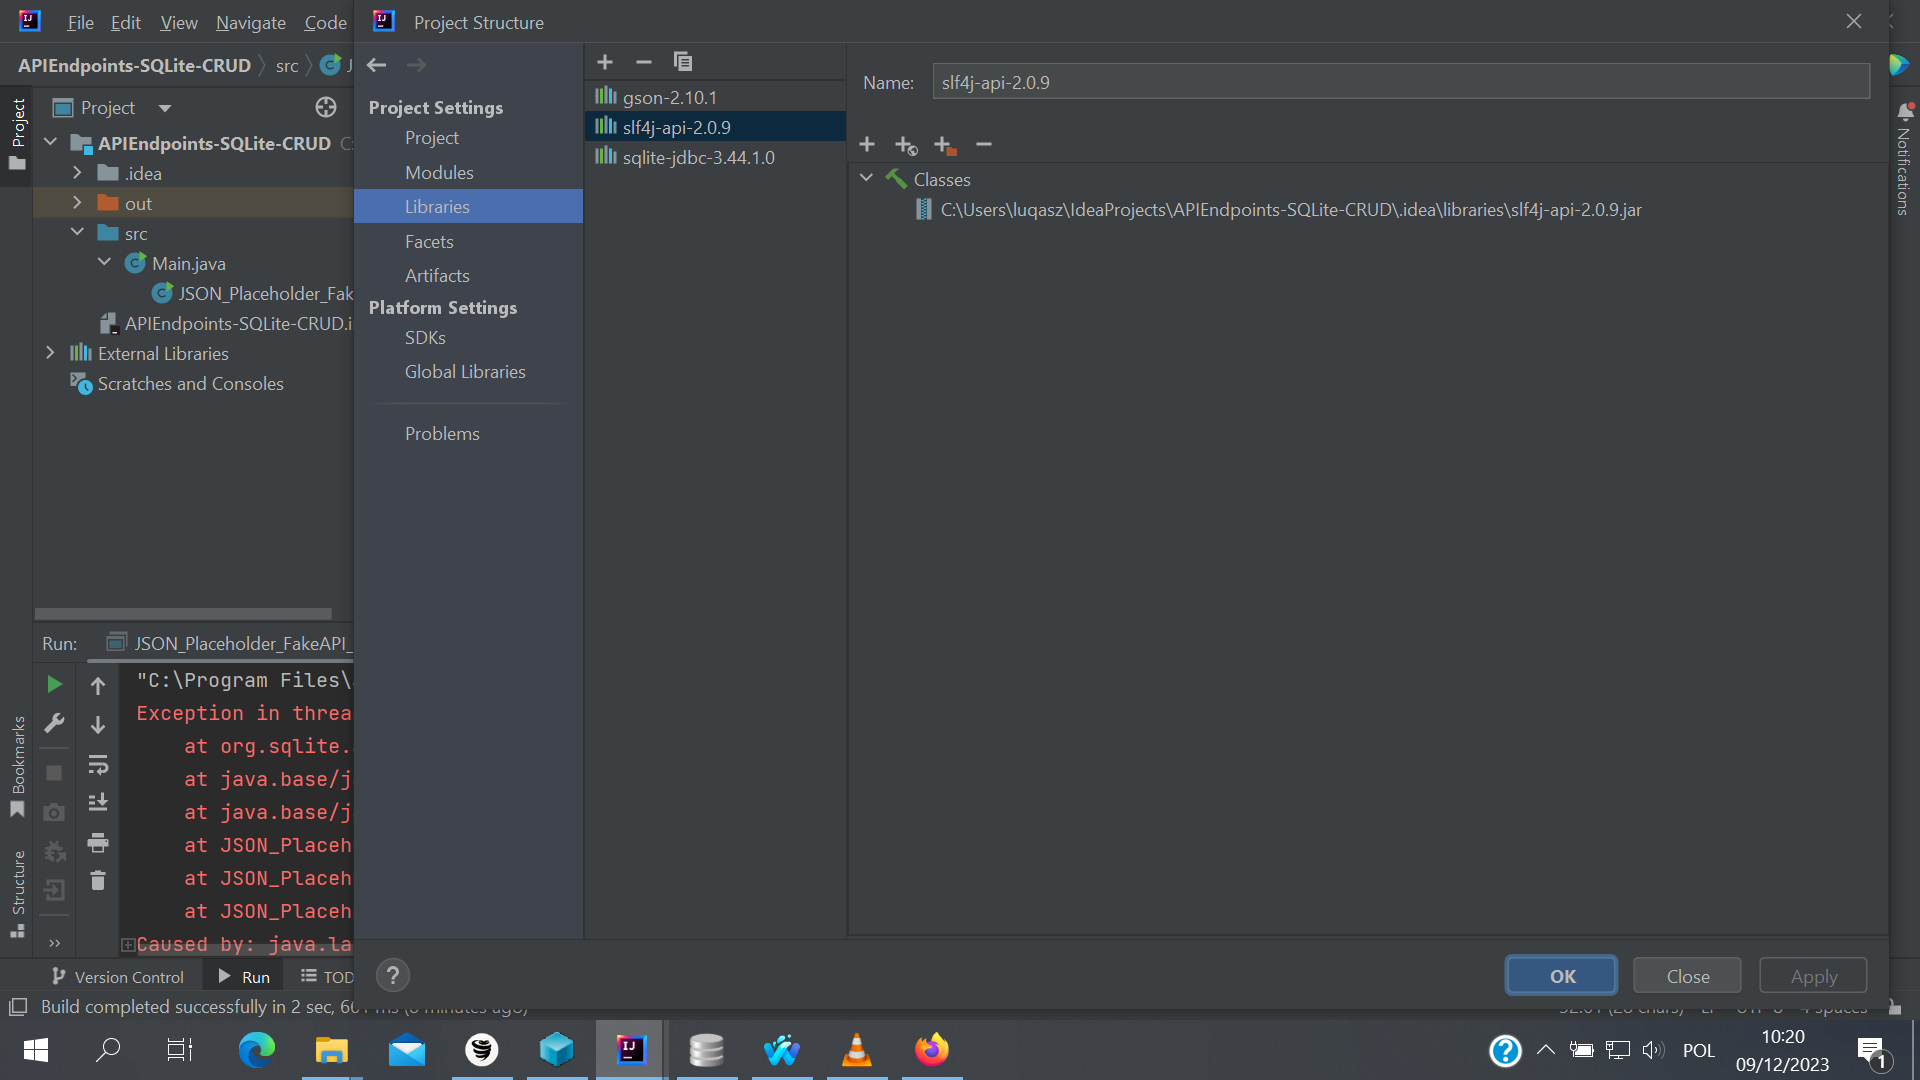 File Edit View Navigate Code
Project Structure
APIEndpoints-SQLite-CRUD
src
Project
Project
APIEndpoints-SQLite-CRUD
.idea
out
src
Main.java
JSON_Placeholder_Fak
APIEndpoints-SQLite-CRUD.i
External Libraries
Scratches and Consoles
Project Settings
Project
Modules
Libraries
Facets
Artifacts
Platform Settings
SDKs
Global Libraries
Problems
gson-2.10.1
slf4j-api-2.0.9
sqlite-jdbc-3.44.1.0
Name: slf4j-api-2.0.9
Classes
C:\Users\luqasz\IdeaProjects\APIEndpoints-SQLite-CRUD\.idea\libraries\slf4j-api-2.0.9.jar
Notifications
Run: JSON_Placeholder_FakeAPI_
"C:\Program Files\
Exception in threa
at org.sqlite.
at java.base/j
at java.base/j
at JSON_Placeh
at JSON_Placeh
at JSON_Placeh
Caused by: java.la
Bookmarks
Structure
Version Control Run TOD
OK Close Apply
Build completed successfully in 2 sec,
POL
10:20
09/12/2023
1